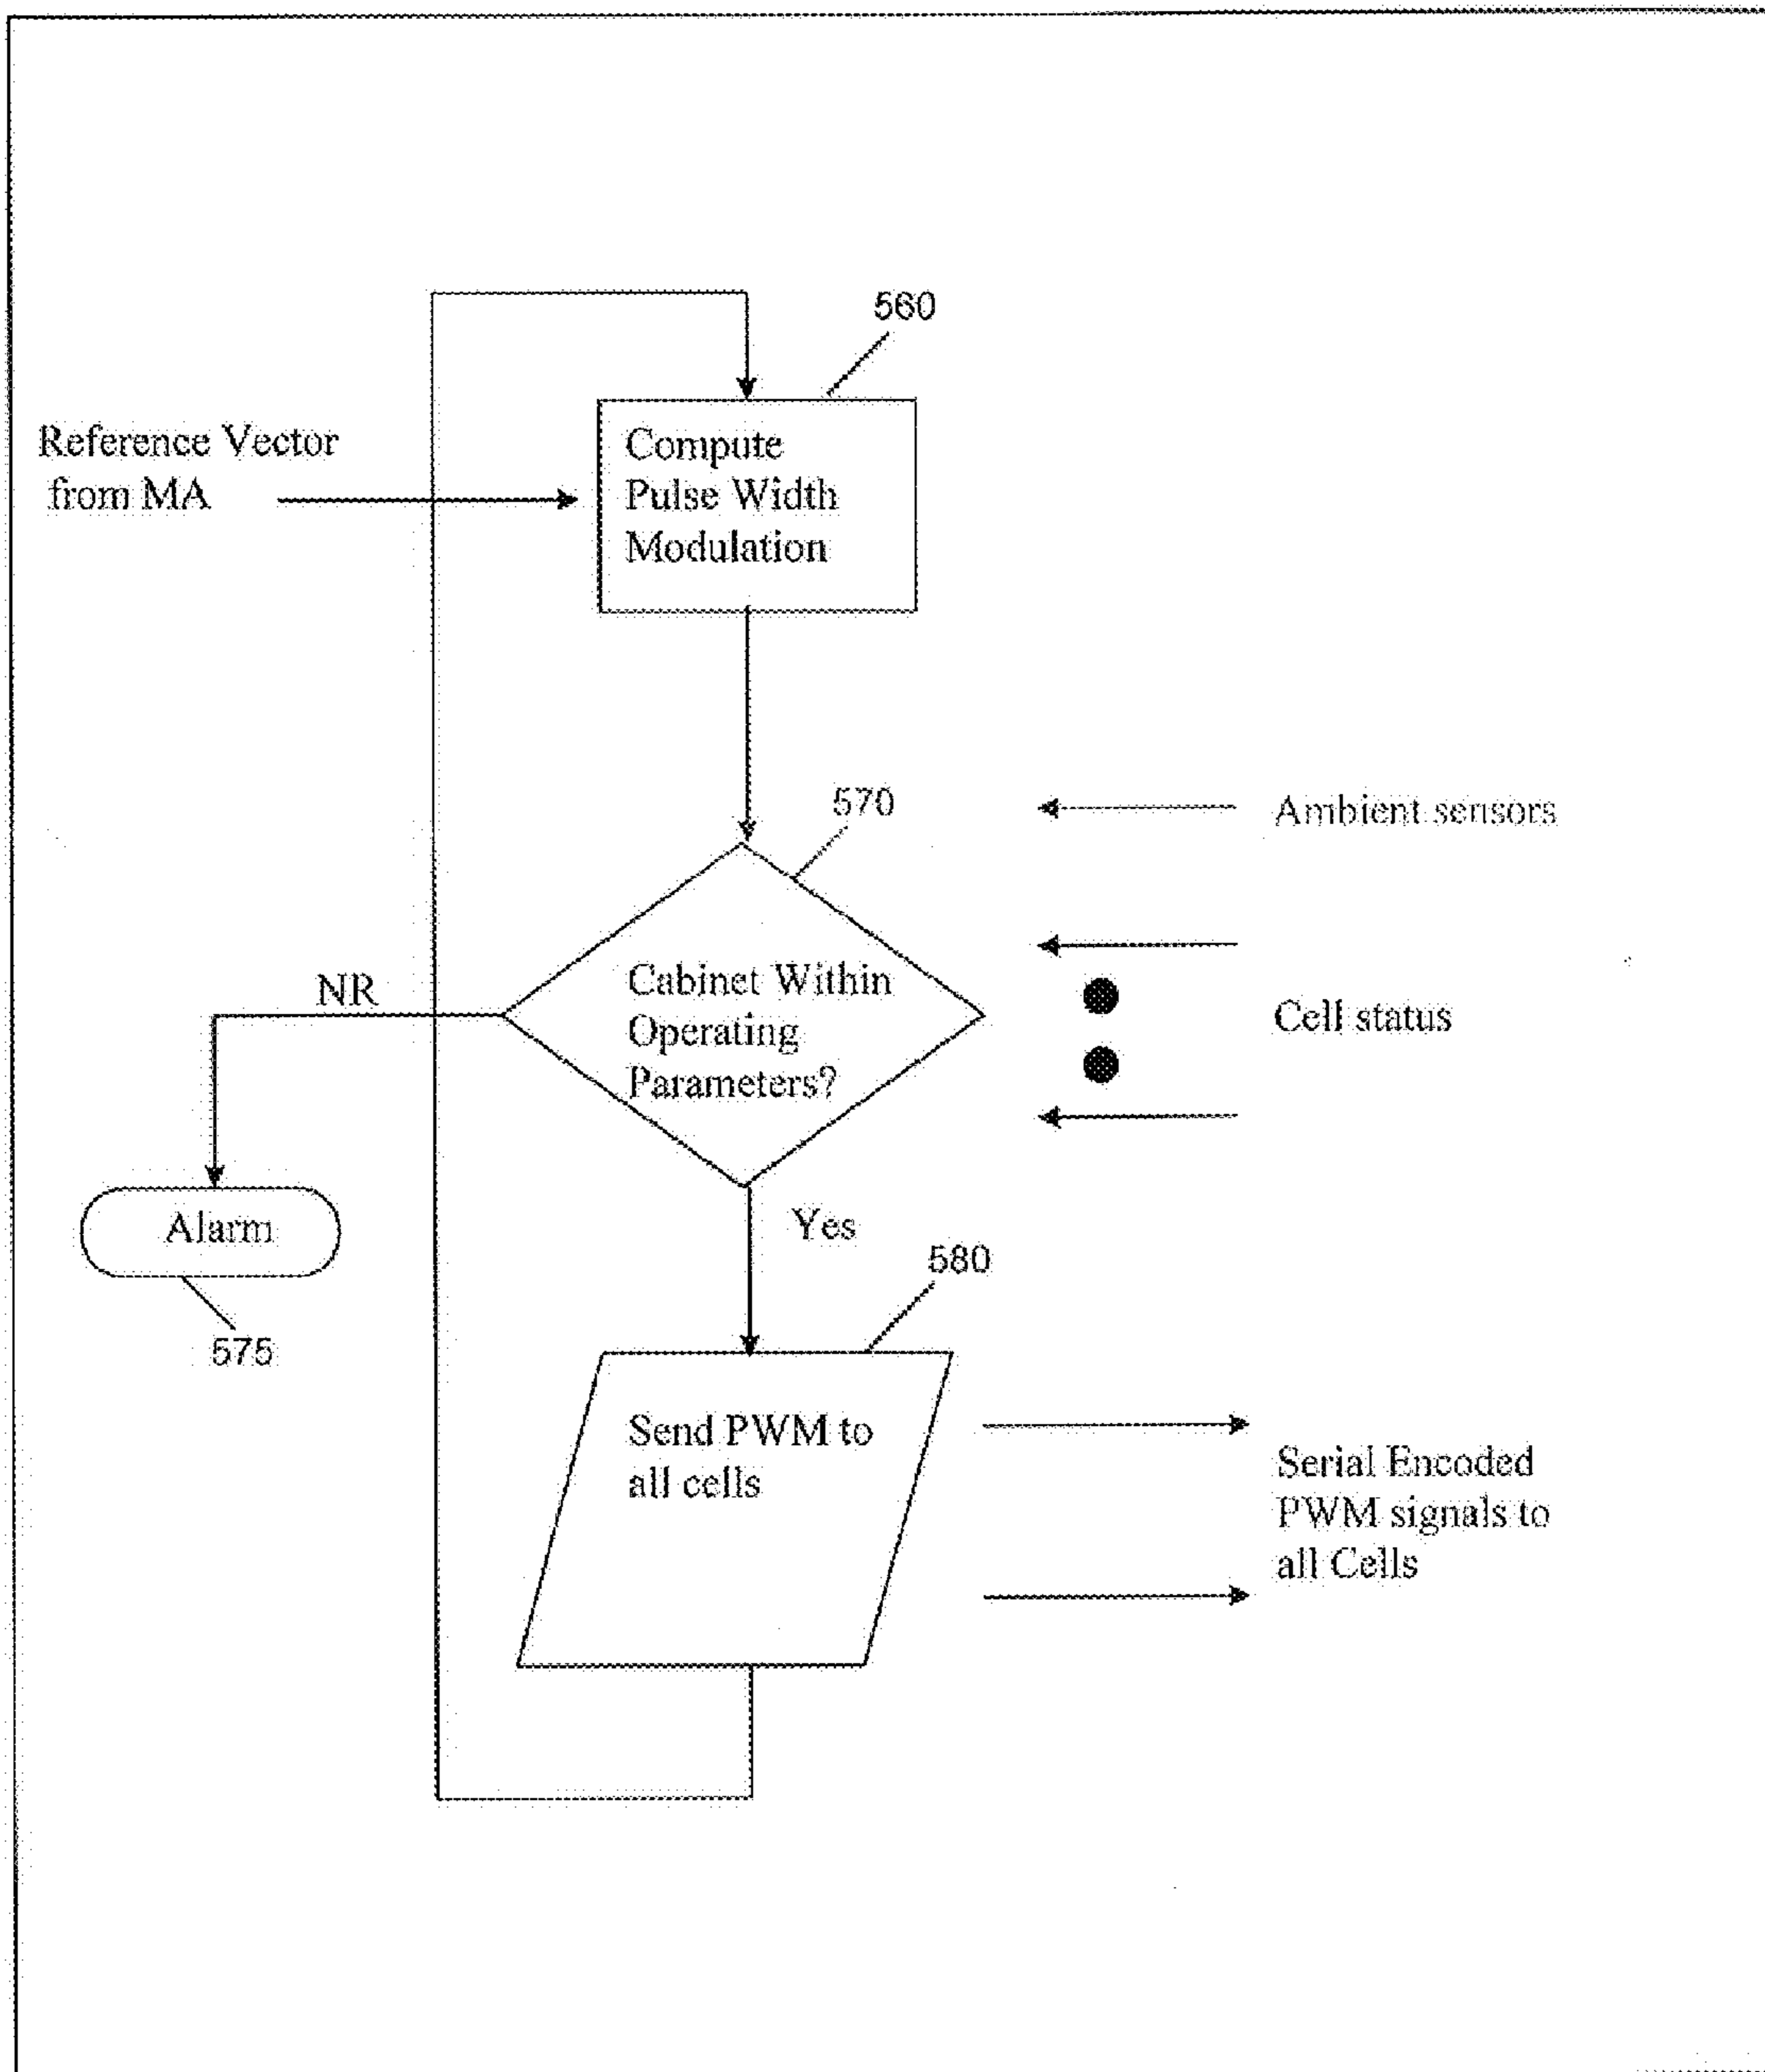 560
Reference Vector
from MA
Compute
Pulse Width
Modulation
570
Ambient sensors
NR
Cabinet Within
Operating
Parameters?
Cell status
Alarm
575
Yes
580
Send PWM to
all cells
Serial Encoded
PWM signals to
all Cells